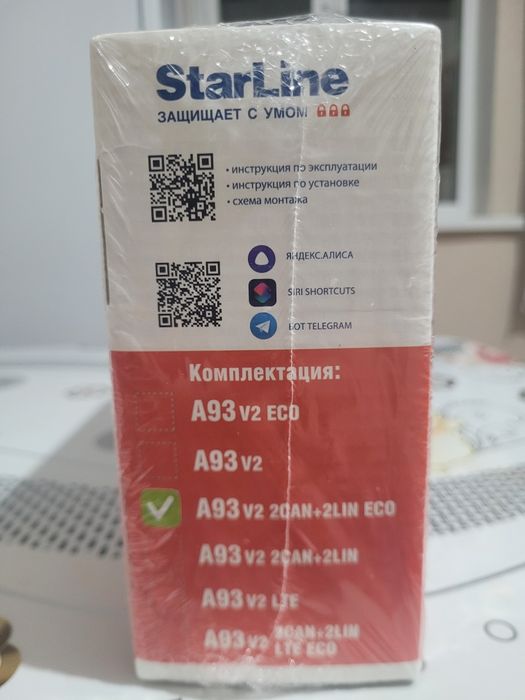 StarLine
ЗАЩИЩАЕТ С УМОМ
• инструкция по эксплуатации
• инструкция по установке
• схема монтажа
ЯНДЕКС.АЛИСА
SIRI SHORTCUTS
БОТ TELEGRAM
Комплектация:
A93 V2 ECO
A93 V2
A93 V2 2CAN+2LIN ECO
A93 V2 2CAN+2LIN
A93 V2 LTE
A93 V2 2CAN+2LIN
LTE ECO